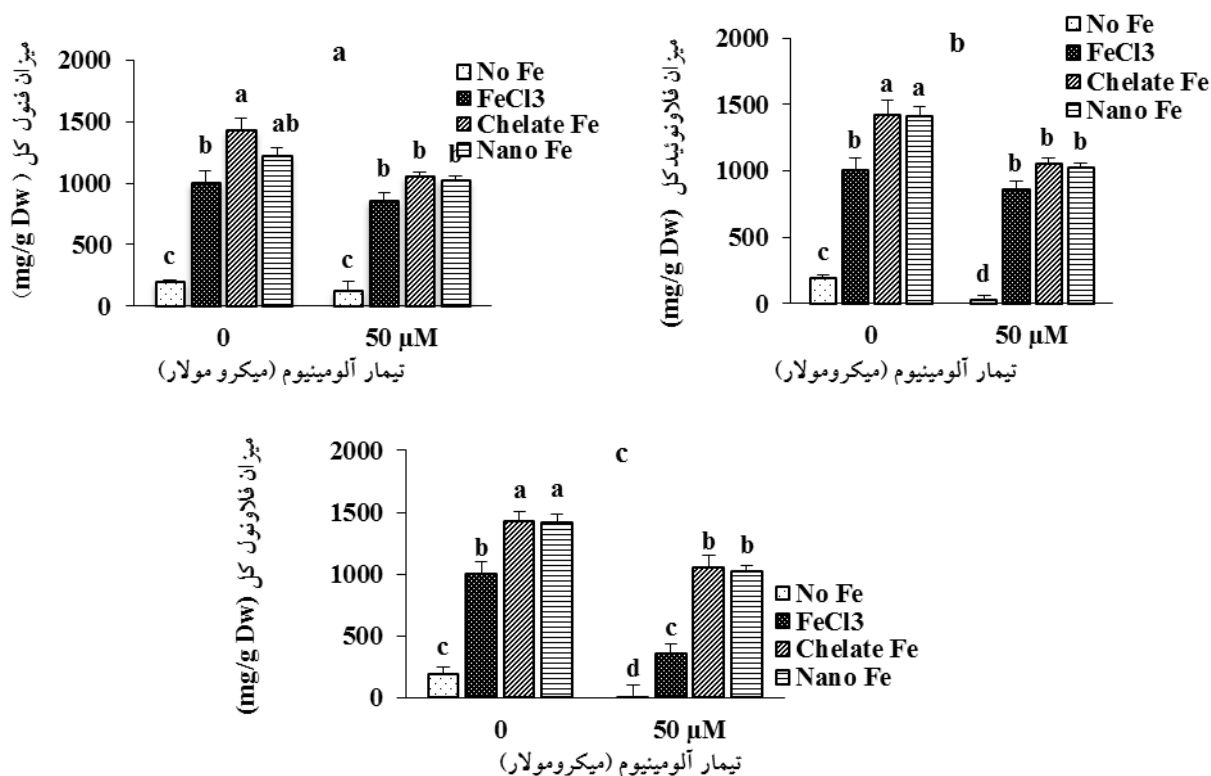 a
میزان فنول کل ( mg/g Dw)
2000
1500
1000
500
0
No Fe
FeCl3
Chelate Fe
Nano Fe
c
b
a
ab
c
b
b
b
0
50 μM
تیمار آلومینیوم (میکرو مولار)
b
میزان فلاونوئید کل (mg/g Dw)
2000
1500
1000
500
0
No Fe
FeCl3
Chelate Fe
Nano Fe
c
b
a
a
d
b
b
b
0
50 μM
تیمار آلومینیوم (میکرومولار)
c
میزان فلاونول کل (mg/g Dw)
2000
1500
1000
500
0
No Fe
FeCl3
Chelate Fe
Nano Fe
c
b
a
a
d
c
b
b
0
50 μM
تیمار آلومینیوم (میکرومولار)